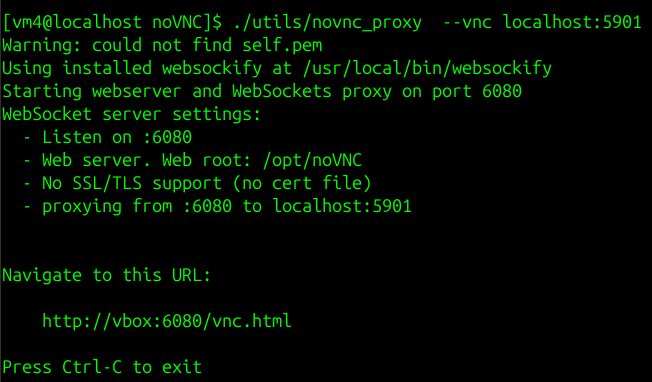 [vm4@localhost noVNC]$ ./utils/novnc_proxy  --vnc localhost:5901
Warning: could not find self.pem
Using installed websockify at /usr/local/bin/websockify
Starting webserver and WebSockets proxy on port 6080
WebSocket server settings:
  - Listen on :6080
  - Web server. Web root: /opt/noVNC
  - No SSL/TLS support (no cert file)
  - proxying from :6080 to localhost:5901
Navigate to this URL:
    http://vbox:6080/vnc.html
Press Ctrl-C to exit